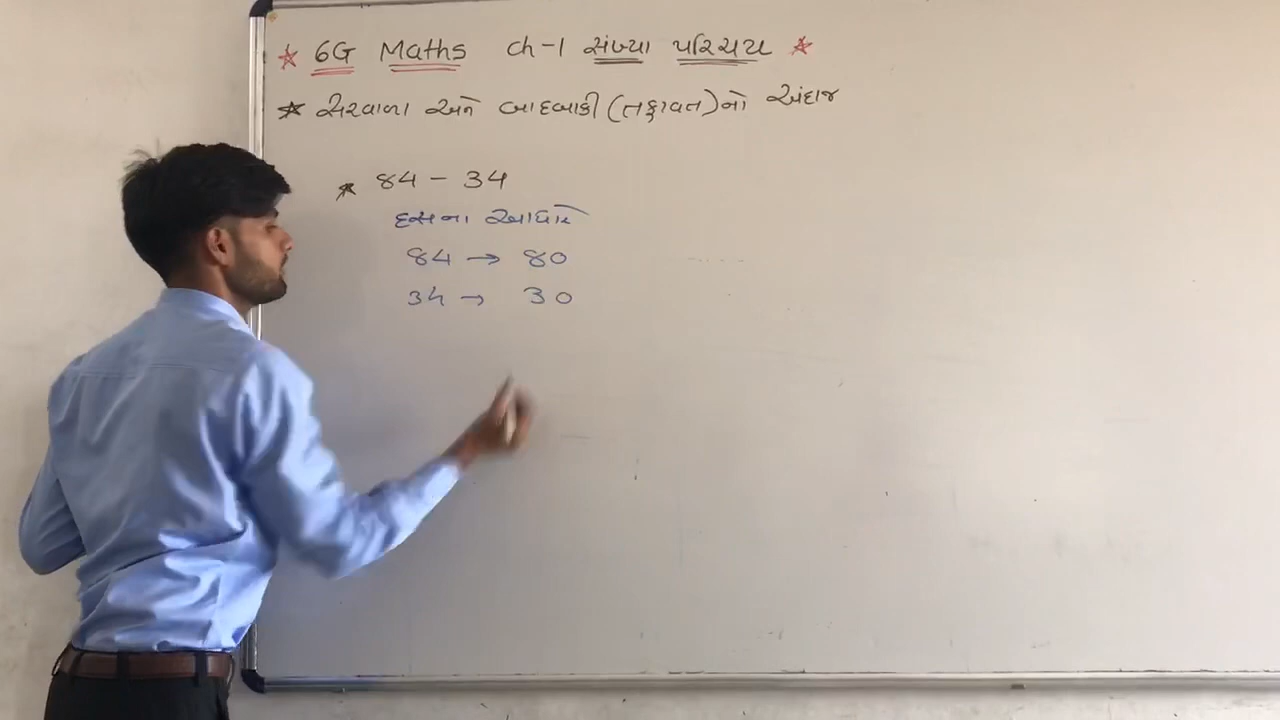 ★ 6G Maths ch-1 સંખ્યા પરિચય ★
★ સરવાળા અને બાદબાકી (તફાવત)નો અંદાજ
★ 84 - 34
દસના આધારે
84 → 80
34 → 30